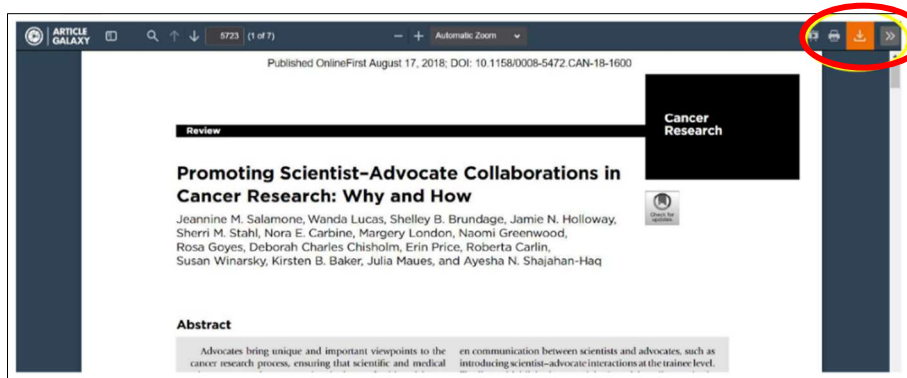 ARTICLE
GALAXY
5723 (1 of 7)
Automatic Zoom
Published OnlineFirst August 17, 2018; DOI: 10.1158/0008-5472.CAN-18-1600
Cancer
Research
Review
Promoting Scientist–Advocate Collaborations in
Cancer Research: Why and How
Check for
updates
Jeannine M. Salamone, Wanda Lucas, Shelley B. Brundage, Jamie N. Holloway,
Sherri M. Stahl, Nora E. Carbine, Margery London, Naomi Greenwood,
Rosa Goyes, Deborah Charles Chisholm, Erin Price, Roberta Carlin,
Susan Winarsky, Kirsten B. Baker, Julia Maues, and Ayesha N. Shajahan-Haq
Abstract
Advocates bring unique and important viewpoints to the
cancer research process, ensuring that scientific and medical
en communication between scientists and advocates, such as
introducing scientist–advocate interactions at the trainee level.